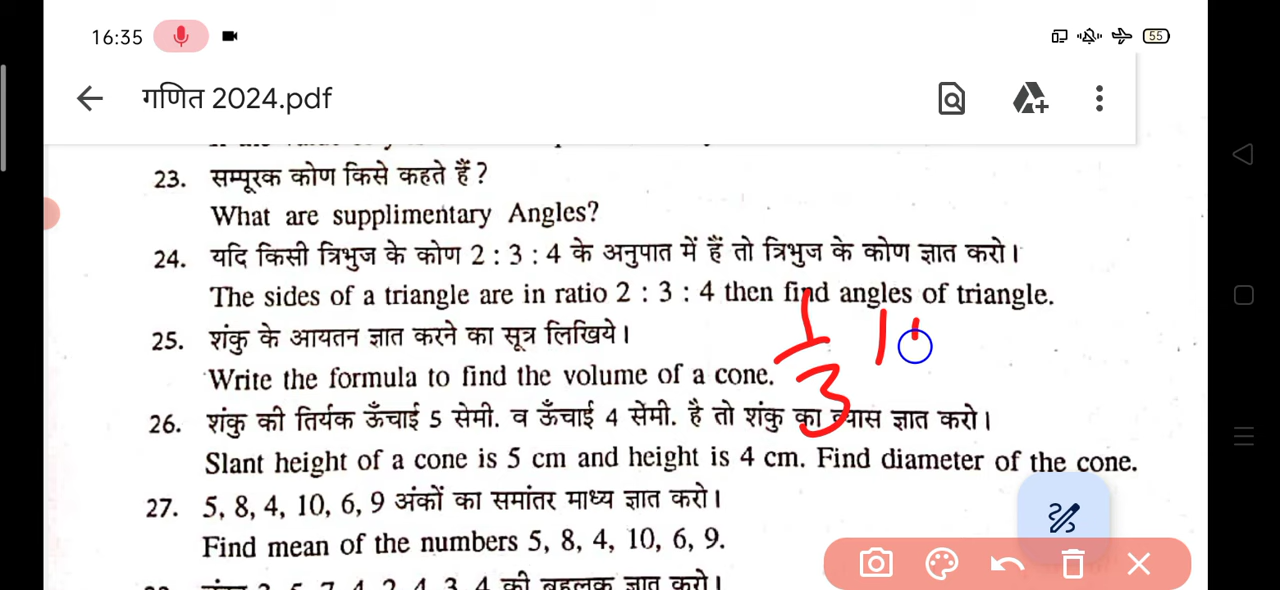 16:35
55
गणित 2024.pdf
23. सम्पूरक कोण किसे कहते हैं ?
What are supplimentary Angles?
24. यदि किसी त्रिभुज के कोण 2 : 3 : 4 के अनुपात में हैं तो त्रिभुज के कोण ज्ञात करो।
The sides of a triangle are in ratio 2 : 3 : 4 then find angles of triangle.
25. शंकु के आयतन ज्ञात करने का सूत्र लिखिये।
Write the formula to find the volume of a cone.
1
3
26. शंकु की तिर्यक ऊँचाई 5 सेमी. व ऊँचाई 4 सेंमी. है तो शंकु का व्यास ज्ञात करो।
Slant height of a cone is 5 cm and height is 4 cm. Find diameter of the cone.
27. 5, 8, 4, 10, 6, 9 अंकों का समांतर माध्य ज्ञात करो।
Find mean of the numbers 5, 8, 4, 10, 6, 9.